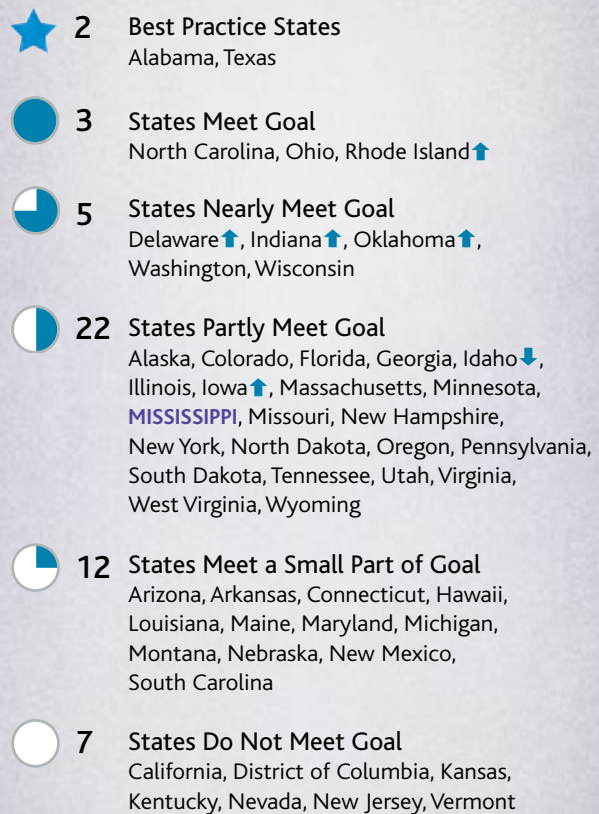 2 Best Practice States
Alabama, Texas
3 States Meet Goal
North Carolina, Ohio, Rhode Island⬆
5 States Nearly Meet Goal
Delaware⬆, Indiana⬆, Oklahoma⬆,
Washington, Wisconsin
22 States Partly Meet Goal
Alaska, Colorado, Florida, Georgia, Idaho⬇,
Illinois, Iowa⬆, Massachusetts, Minnesota,
MISSISSIPPI, Missouri, New Hampshire,
New York, North Dakota, Oregon, Pennsylvania,
South Dakota, Tennessee, Utah, Virginia,
West Virginia, Wyoming
12 States Meet a Small Part of Goal
Arizona, Arkansas, Connecticut, Hawaii,
Louisiana, Maine, Maryland, Michigan,
Montana, Nebraska, New Mexico,
South Carolina
7 States Do Not Meet Goal
California, District of Columbia, Kansas,
Kentucky, Nevada, New Jersey, Vermont